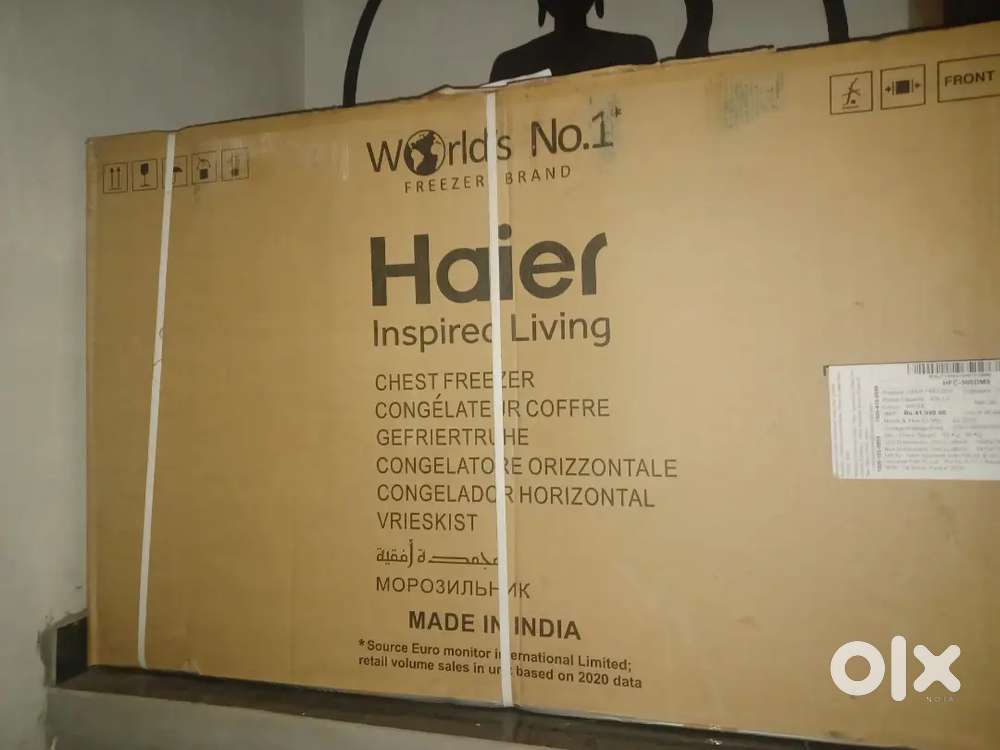 World's No.1*
FREEZER BRAND
FRONT
Haier
Inspired Living
CHEST FREEZER
CONGÉLATEUR COFFRE
GEFRIERTRUHE
CONGELATORE ORIZZONTALE
CONGELADOR HORIZONTAL
VRIESKIST
مجمدة أفقية
МОРОЗИЛЬНИК
MADE IN INDIA
*Source Euro monitor international Limited;
retail volume sales in unit based on 2020 data
olx
INDIA